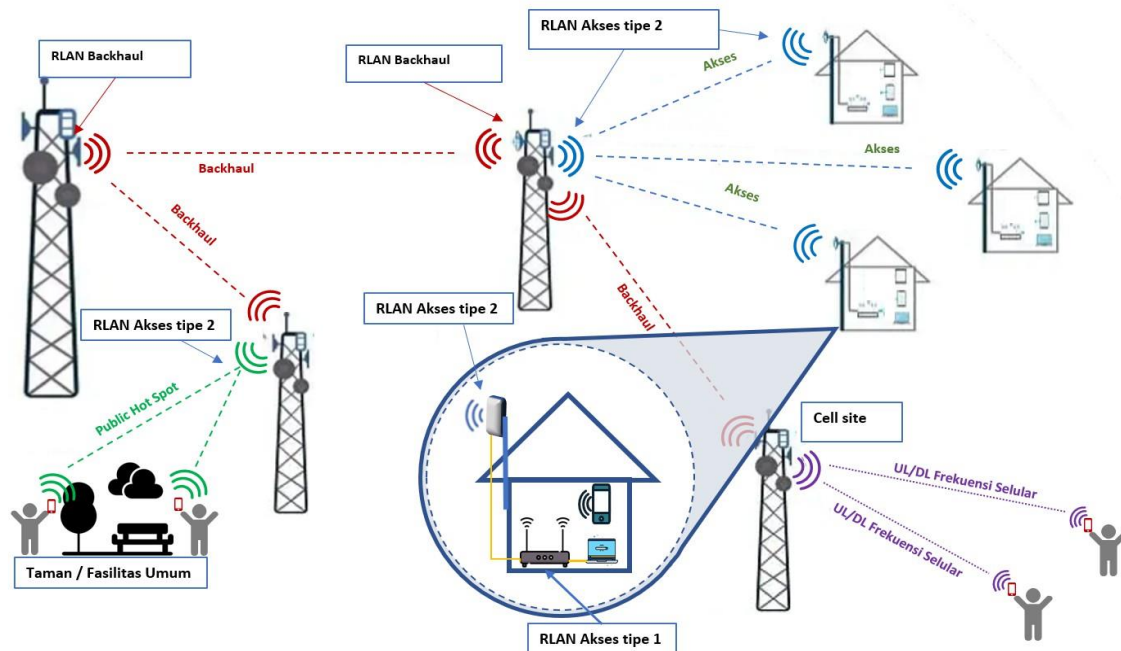 RLAN Akses tipe 2
RLAN Backhaul
RLAN Backhaul
Akses
Backhaul
Akses
Akses
Backhaul
Backhaul
RLAN Akses tipe 2
RLAN Akses tipe 2
Public Hot Spot
Cell site
UL/DL Frekuensi Selular
UL/DL Frekuensi Selular
Taman / Fasilitas Umum
RLAN Akses tipe 1